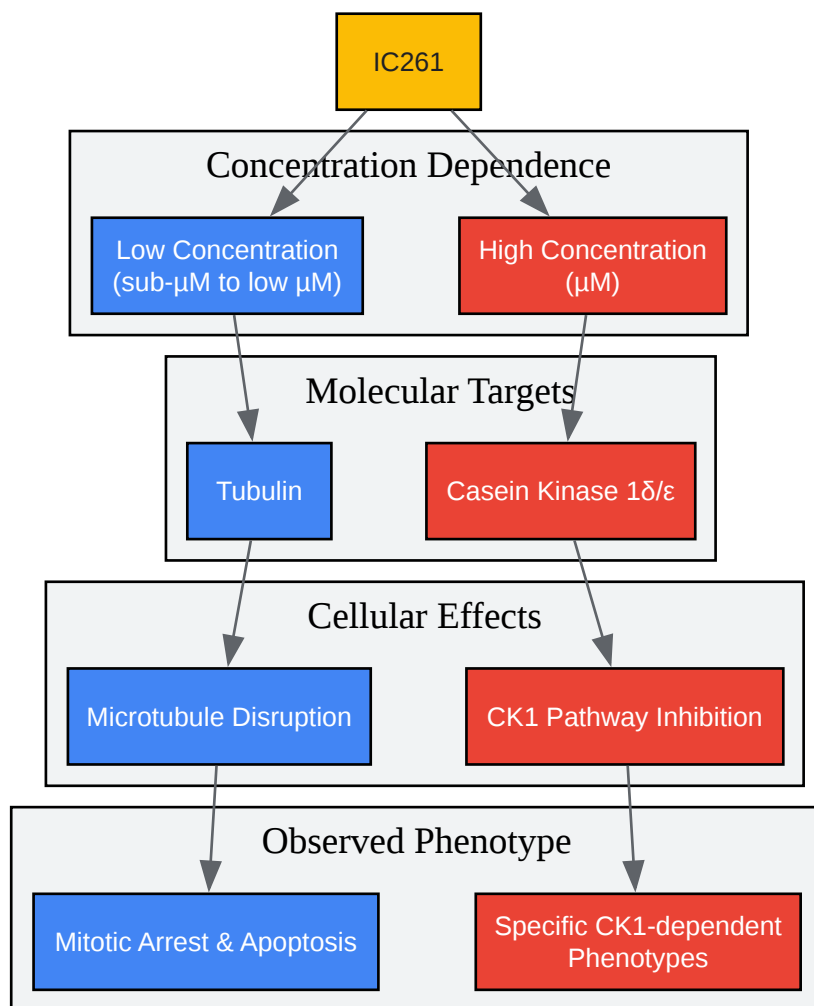 IC261
Concentration Dependence
Low Concentration
(sub-µM to low µM)
High Concentration
(µM)
Molecular Targets
Tubulin
Casein Kinase 1δ/ε
Cellular Effects
Microtubule Disruption
CK1 Pathway Inhibition
Observed Phenotype
Mitotic Arrest & Apoptosis
Specific CK1-dependent
Phenotypes